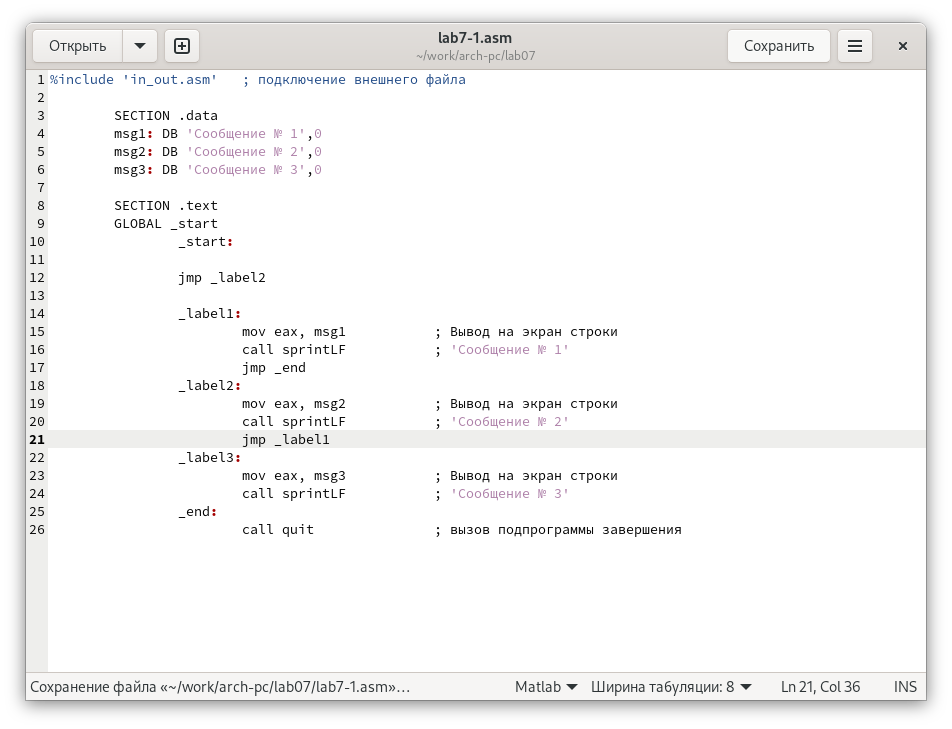 Открыть
lab7-1.asm
~/work/arch-pc/lab07
Сохранить
1 %include 'in_out.asm' ; подключение внешнего файла
2
3 SECTION .data
4 msg1: DB 'Сообщение № 1',0
5 msg2: DB 'Сообщение № 2',0
6 msg3: DB 'Сообщение № 3',0
7
8 SECTION .text
9 GLOBAL _start
10 _start:
11
12 jmp _label2
13
14 _label1:
15 mov eax, msg1 ; Вывод на экран строки
16 call sprintLF ; 'Сообщение № 1'
17 jmp _end
18 _label2:
19 mov eax, msg2 ; Вывод на экран строки
20 call sprintLF ; 'Сообщение № 2'
21 jmp _label1
22 _label3:
23 mov eax, msg3 ; Вывод на экран строки
24 call sprintLF ; 'Сообщение № 3'
25 _end:
26 call quit ; вызов подпрограммы завершения
Сохранение файла «~/work/arch-pc/lab07/lab7-1.asm»… Matlab Ширина табуляции: 8 Ln 21, Col 36 INS